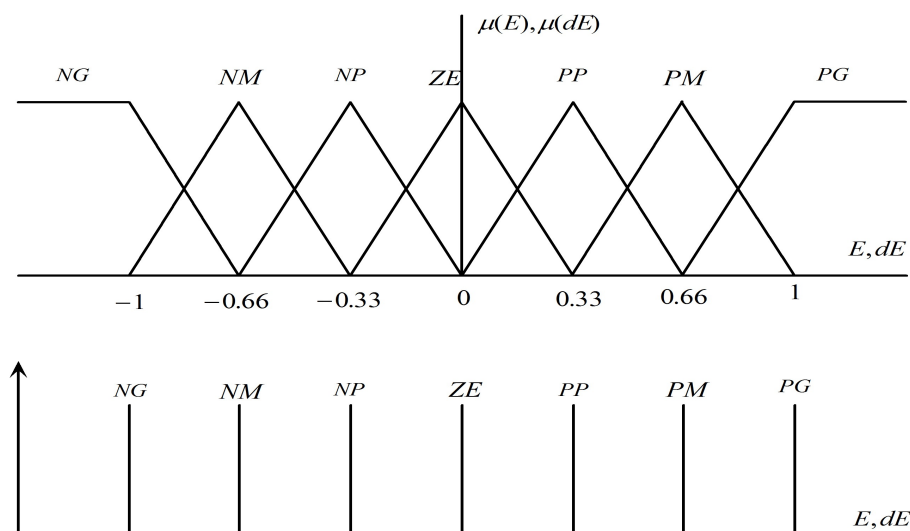 μ(E), μ(dE)
NG NM NP ZE PP PM PG
E, dE
−1 −0.66 −0.33 0 0.33 0.66 1
NG NM NP ZE PP PM PG
E, dE